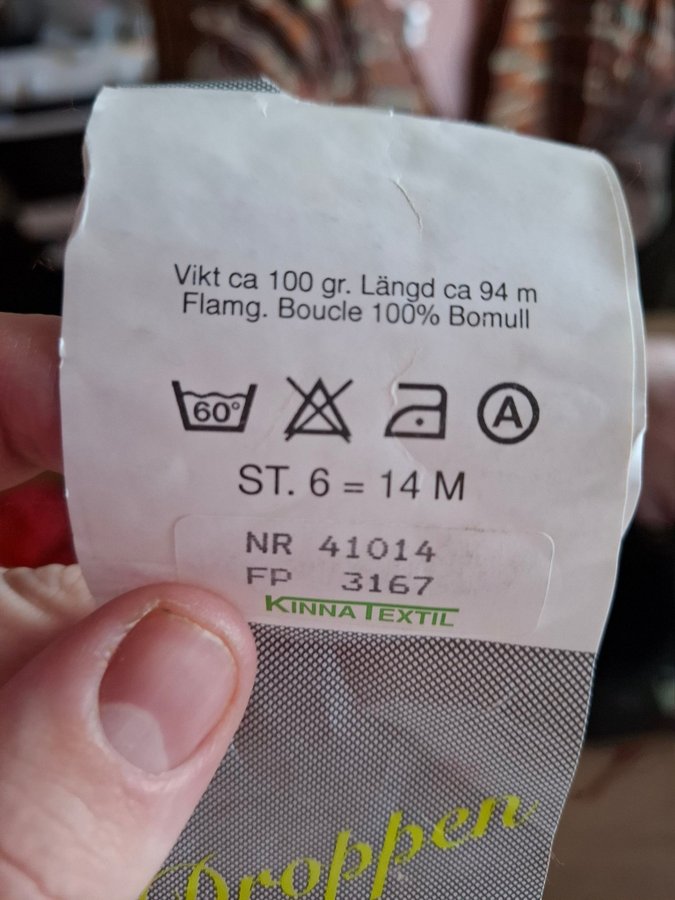 Vikt ca 100 gr. Längd ca 94 m
Flamg. Boucle 100% Bomull
60°
A
ST. 6 = 14 M
NR 41014
FP 3167
KINNA TEXTIL
Droppen